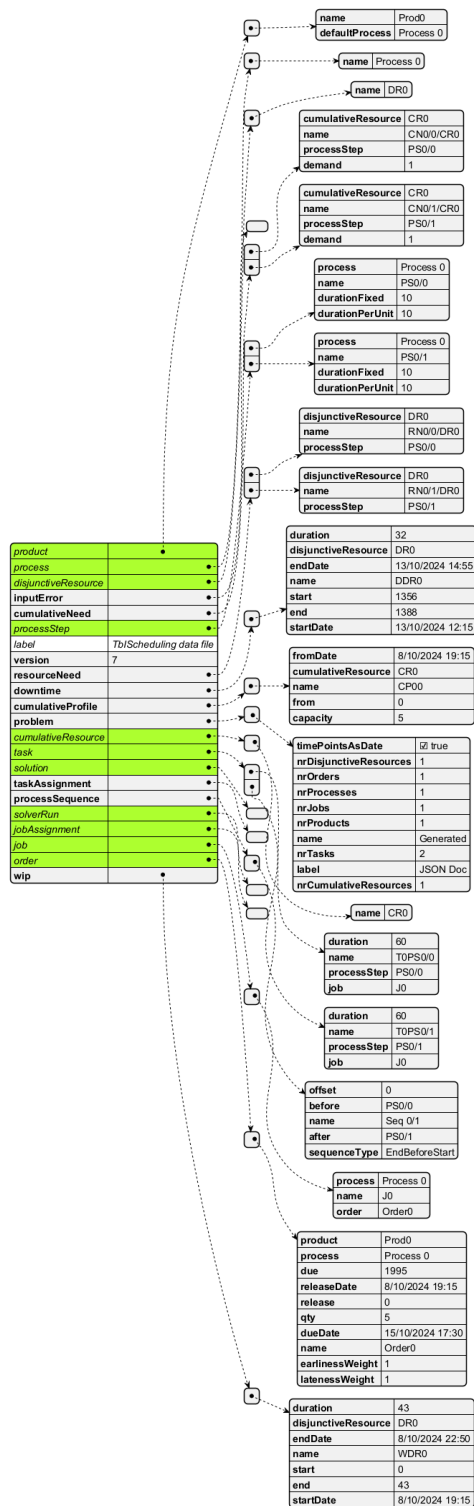 name Prod0
defaultProcess Process 0
name Process 0
name DR0
cumulativeResource CR0
name CN0/0/CR0
processStep PS0/0
demand 1
cumulativeResource CR0
name CN0/1/CR0
processStep PS0/1
demand 1
process Process 0
name PS0/0
durationFixed 10
durationPerUnit 10
process Process 0
name PS0/1
durationFixed 10
durationPerUnit 10
disjunctiveResource DR0
name RN0/0/DR0
processStep PS0/0
disjunctiveResource DR0
name RN0/1/DR0
processStep PS0/1
duration 32
disjunctiveResource DR0
endDate 13/10/2024 14:55
name DDR0
start 1356
end 1388
startDate 13/10/2024 12:15
product
process
disjunctiveResource
inputError
cumulativeNeed
processStep
label TblScheduling data file
version 7
resourceNeed
downtime
cumulativeProfile
problem
cumulativeResource
task
solution
taskAssignment
processSequence
solverRun
jobAssignment
job
order
wip
fromDate 8/10/2024 19:15
cumulativeResource CR0
name CP00
from 0
capacity 5
timePointsAsDate ☑ true
nrDisjunctiveResources 1
nrOrders 1
nrProcesses 1
nrJobs 1
nrProducts 1
name Generated
nrTasks 2
label JSON Doc
nrCumulativeResources 1
name CR0
duration 60
name T0PS0/0
processStep PS0/0
job J0
duration 60
name T0PS0/1
processStep PS0/1
job J0
offset 0
before PS0/0
name Seq 0/1
after PS0/1
sequenceType EndBeforeStart
process Process 0
name J0
order Order0
product Prod0
process Process 0
due 1995
releaseDate 8/10/2024 19:15
release 0
qty 5
dueDate 15/10/2024 17:30
name Order0
earlinessWeight 1
latenessWeight 1
duration 43
disjunctiveResource DR0
endDate 8/10/2024 22:50
name WDR0
start 0
end 43
startDate 8/10/2024 19:15